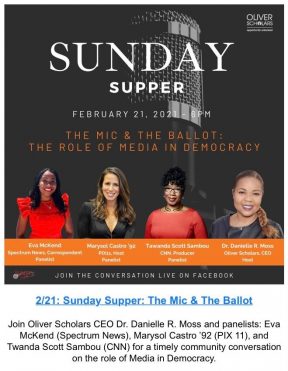 OLIVER
SCHOLARS
SUNDAY
SUPPER
FEBRUARY 21, 2021 - 6PM
THE MIC & THE BALLOT:
THE ROLE OF MEDIA IN DEMOCRACY
Eva McKend
Spectrum News, Correspondent
Panelist
Marysol Castro '92
PIX11, Host
Panelist
Tawanda Scott Sambou
CNN, Producer
Panelist
Dr. Danielle R. Moss
Oliver Scholars, CEO
Host
JOIN THE CONVERSATION LIVE ON FACEBOOK
2/21: Sunday Supper: The Mic & The Ballot
Join Oliver Scholars CEO Dr. Danielle R. Moss and panelists: Eva
McKend (Spectrum News), Marysol Castro '92 (PIX 11), and
Twanda Scott Sambou (CNN) for a timely community conversation
on the role of Media in Democracy.